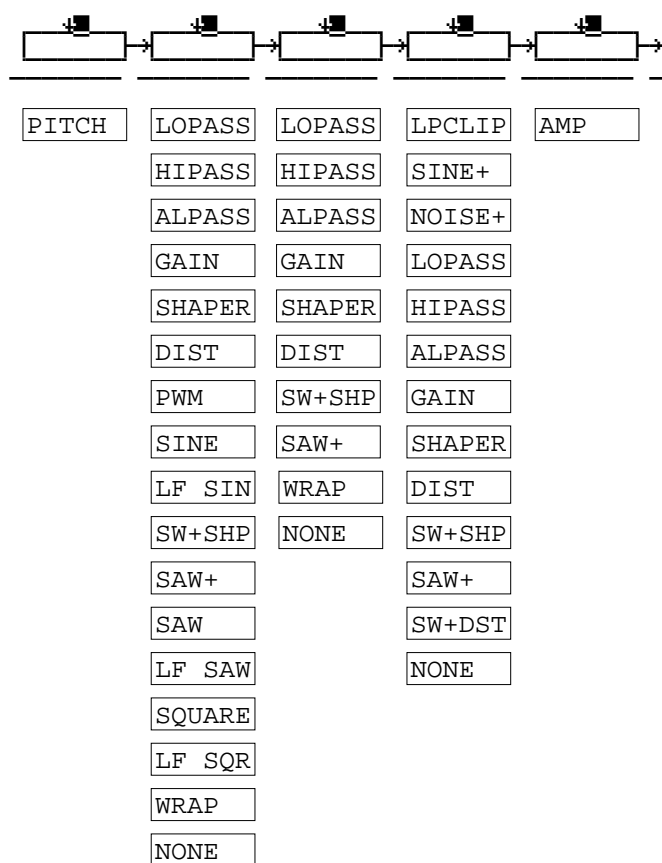 PITCH LOPASS LOPASS LPCLIP AMP
HIPASS HIPASS SINE+
ALPASS ALPASS NOISE+
GAIN GAIN LOPASS
SHAPER SHAPER HIPASS
DIST DIST ALPASS
PWM SW+SHP GAIN
SINE SAW+ SHAPER
LF SIN WRAP DIST
SW+SHP NONE SW+SHP
SAW+ SAW+
SAW SW+DST
LF SAW NONE
SQUARE
LF SQR
WRAP
NONE